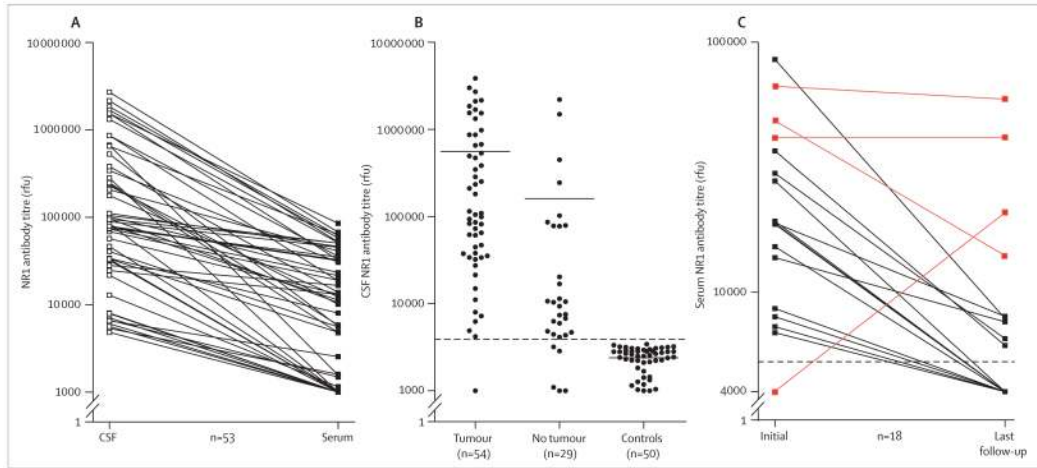 A
10000000
1000000
100000
10000
1000
1
NR1 antibody titre (rfu)
CSF
n=53
Serum
B
10000000
1000000
100000
10000
1000
1
CSF NR1 antibody titre (rfu)
Tumour
(n=54)
No tumour
(n=29)
Controls
(n=50)
C
100000
10000
4000
1
Serum NR1 antibody titre (rfu)
Initial
n=18
Last
follow-up